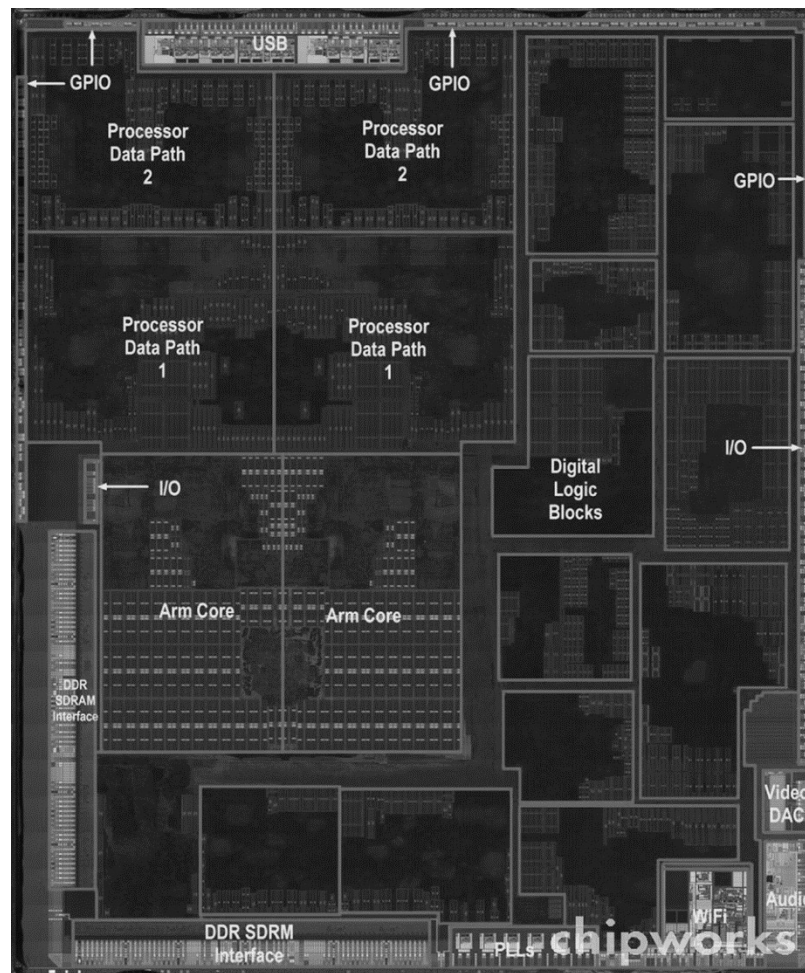 USB
GPIO
GPIO
Processor
Data Path
2
Processor
Data Path
2
GPIO
Processor
Data Path
1
Processor
Data Path
1
I/O
I/O
Digital
Logic
Blocks
Arm Core
Arm Core
DDR
SDRAM
Interface
Video
DAC
Audio
WiFi
DDR SDRM
Interface
PLLs
chipworks